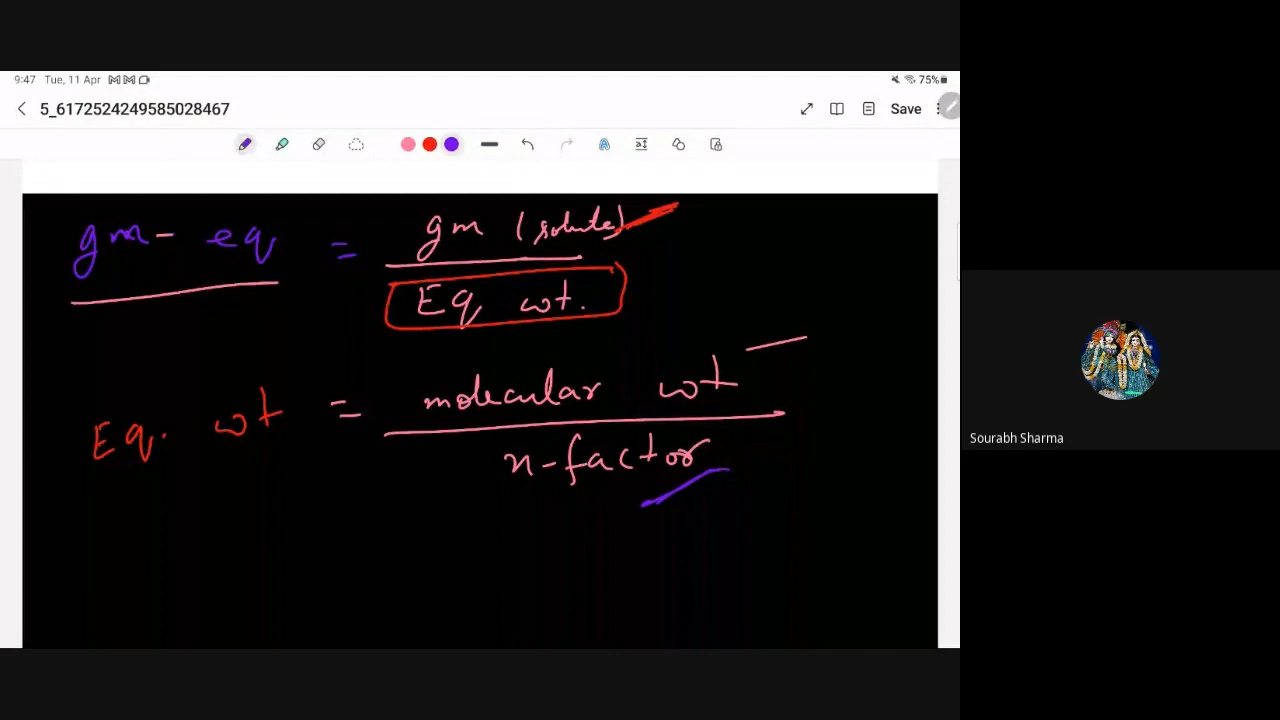 9:47 Tue, 11 Apr 75%
5_6172524249585028467 Save
gm- eq = gm (solute)
Eq wt.
Eq. wt = molecular wt
n-factor
Sourabh Sharma